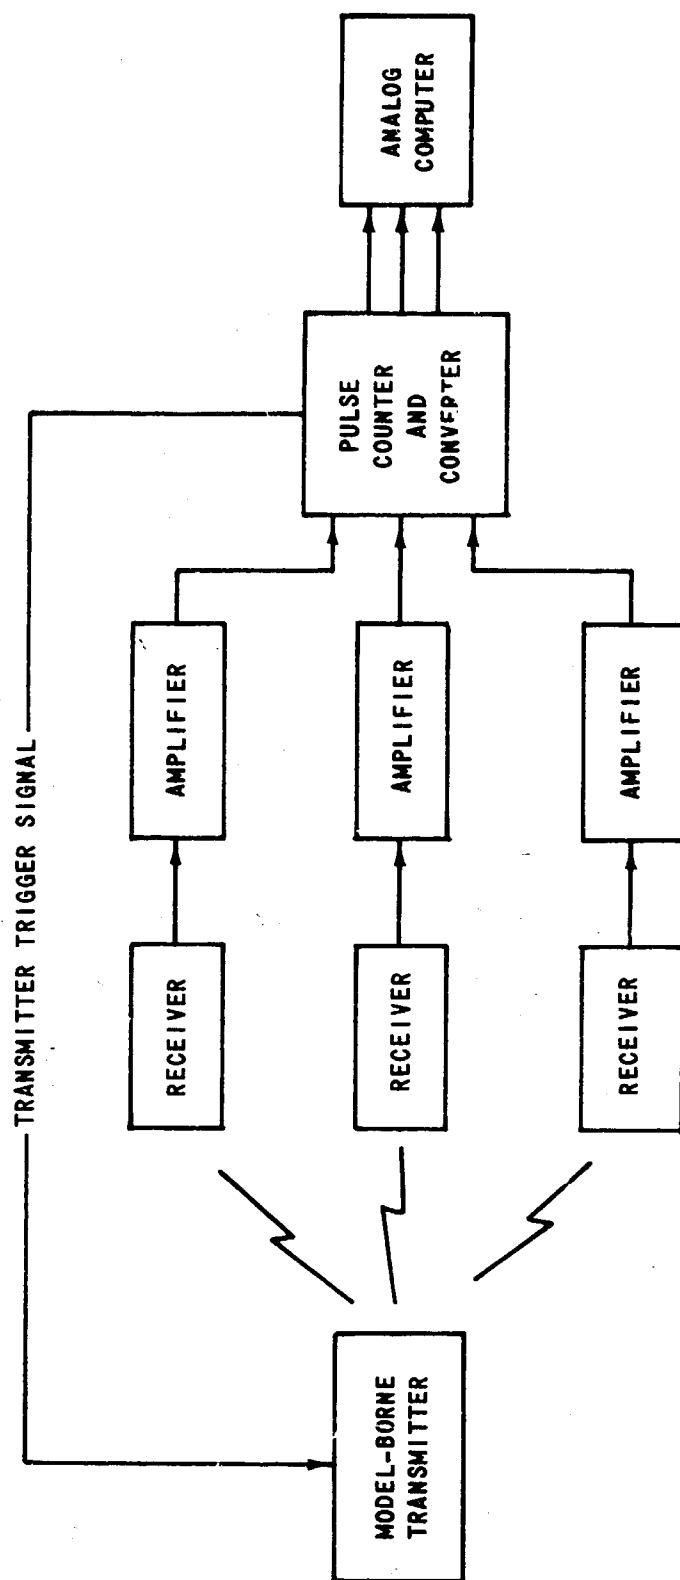 TRANSMITTER TRIGGER SIGNAL
MODEL-BORNE
TRANSMITTER
RECEIVER
AMPLIFIER
RECEIVER
AMPLIFIER
RECEIVER
AMPLIFIER
PULSE
COUNTER
AND
CONVERTER
ANALOG
COMPUTER